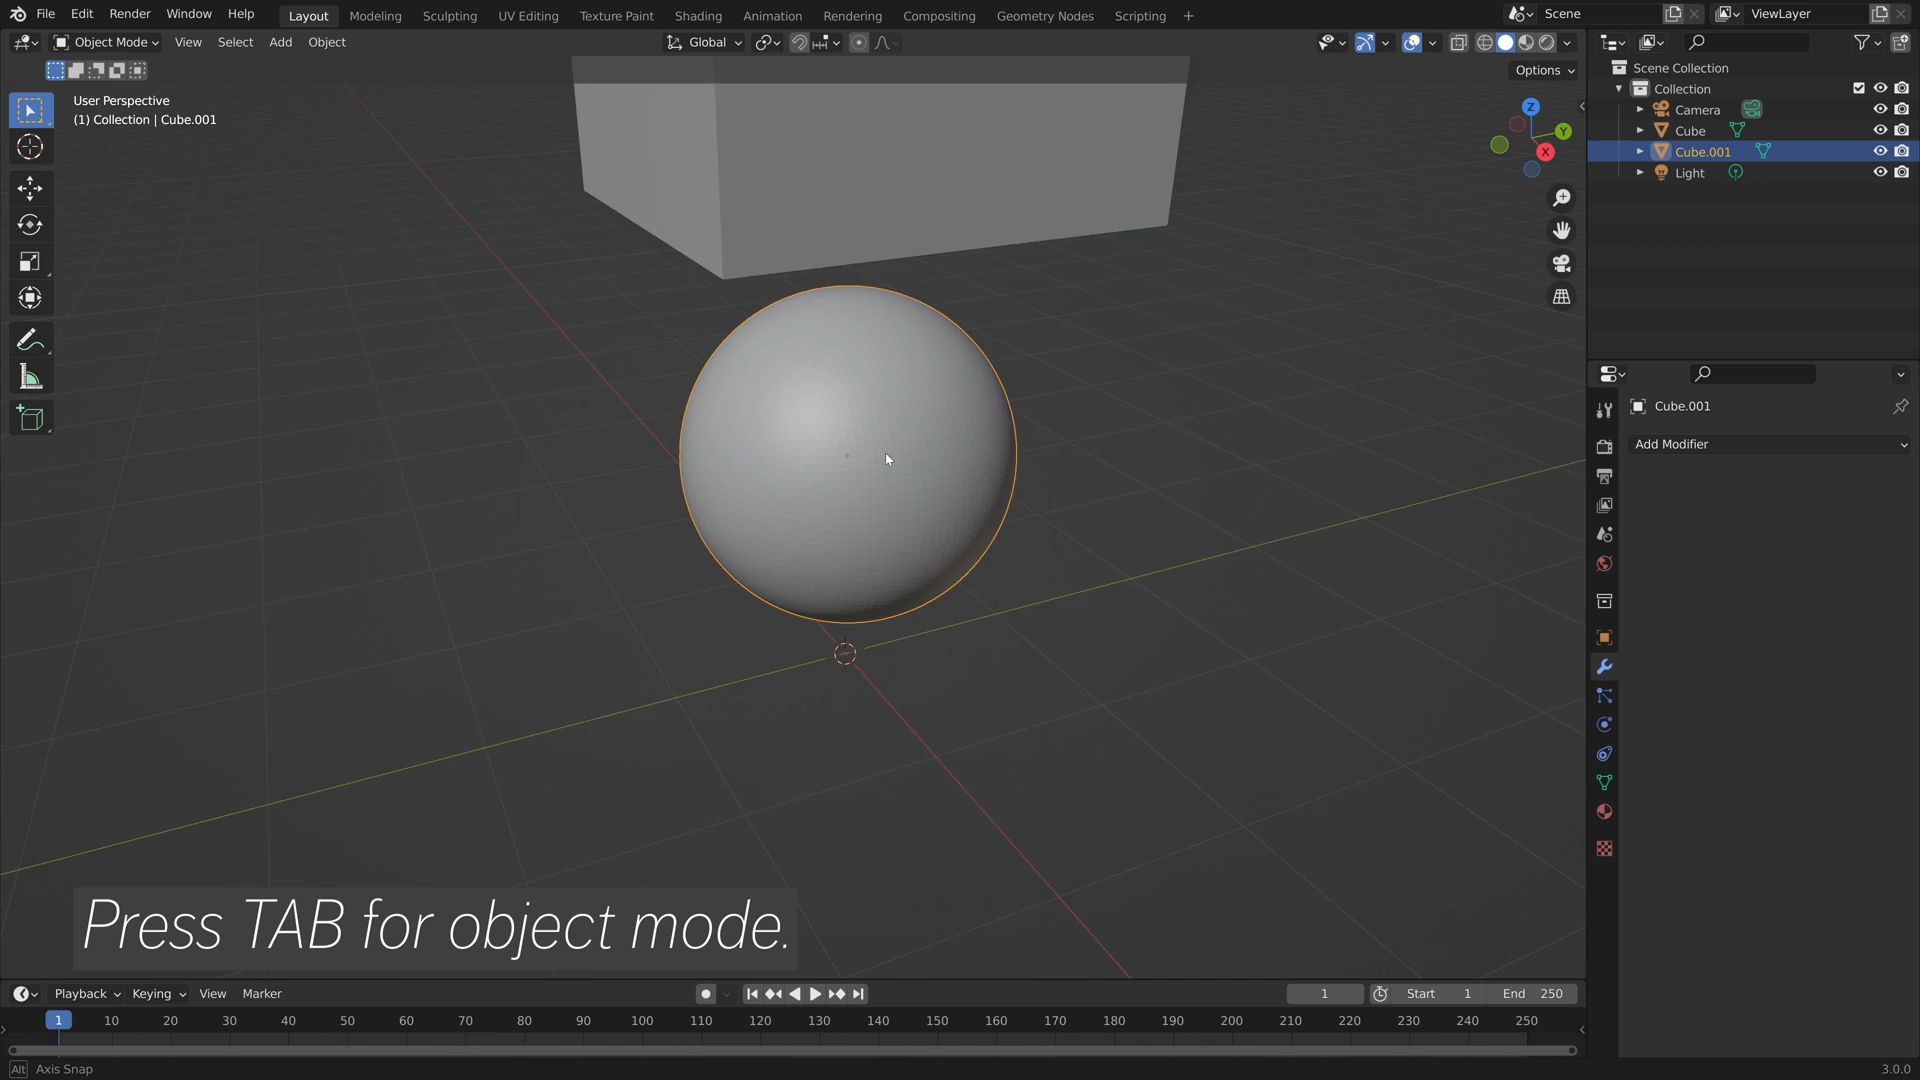 File Edit Render Window Help Layout Modeling Sculpting UV Editing Texture Paint Shading Animation Rendering Compositing Geometry Nodes Scripting + Scene ViewLayer
Object Mode View Select Add Object Global
Options
User Perspective
(1) Collection | Cube.001
Z
Y
X
Scene Collection
Collection
Camera
Cube
Cube.001
Light
Cube.001
Add Modifier
Press TAB for object mode.
Playback Keying View Marker 1 Start 1 End 250
1 10 20 30 40 50 60 70 80 90 100 110 120 130 140 150 160 170 180 190 200 210 220 230 240 250
Alt Axis Snap 3.0.0